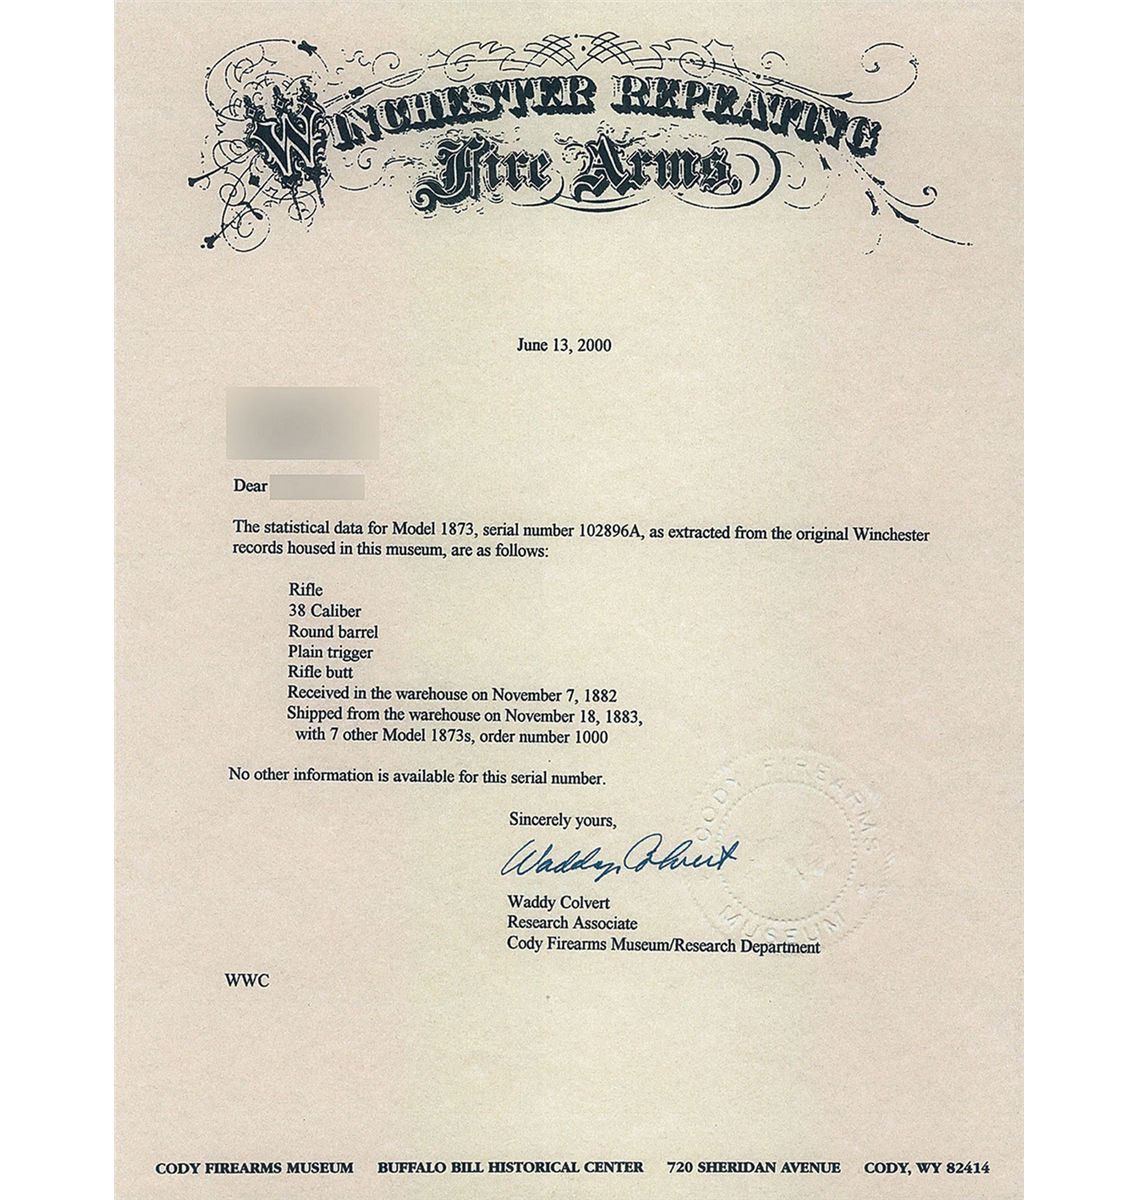 WINCHESTER REPEATING
Fire Arms,
June 13, 2000
Dear
The statistical data for Model 1873, serial number 102896A, as extracted from the original Winchester
records housed in this museum, are as follows:
Rifle
38 Caliber
Round barrel
Plain trigger
Rifle butt
Received in the warehouse on November 7, 1882
Shipped from the warehouse on November 18, 1883,
with 7 other Model 1873s, order number 1000
No other information is available for this serial number.
Sincerely yours,
Waddy Colvert
Waddy Colvert
Research Associate
Cody Firearms Museum/Research Department
CODY FIREARMS
MUSEUM
WWC
CODY FIREARMS MUSEUM BUFFALO BILL HISTORICAL CENTER 720 SHERIDAN AVENUE CODY, WY 82414